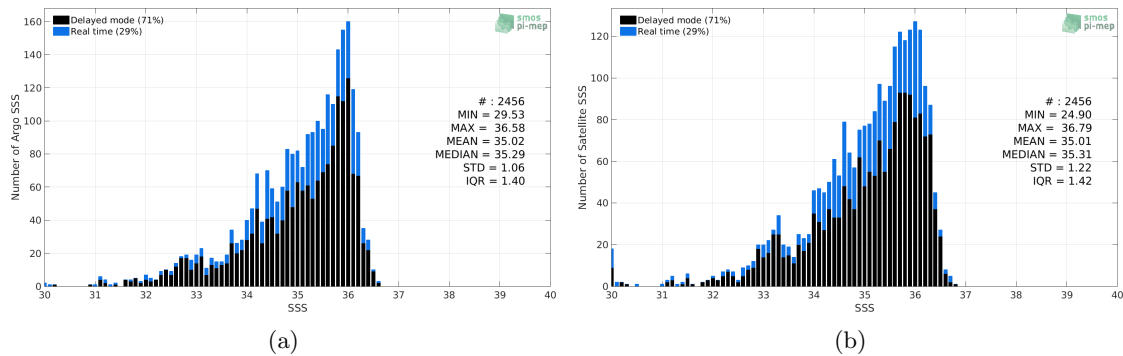 Delayed mode (71%)
Real time (29%)
smos
pi-mep
# : 2456
MIN = 29.53
MAX = 36.58
MEAN = 35.02
MEDIAN = 35.29
STD = 1.06
IQR = 1.40
Number of Argo SSS
160
140
120
100
80
60
40
20
0
30 31 32 33 34 35 36 37 38 39 40
SSS
(a)
Delayed mode (71%)
Real time (29%)
smos
pi-mep
# : 2456
MIN = 24.90
MAX = 36.79
MEAN = 35.01
MEDIAN = 35.31
STD = 1.22
IQR = 1.42
Number of Satellite SSS
120
100
80
60
40
20
0
30 31 32 33 34 35 36 37 38 39 40
SSS
(b)